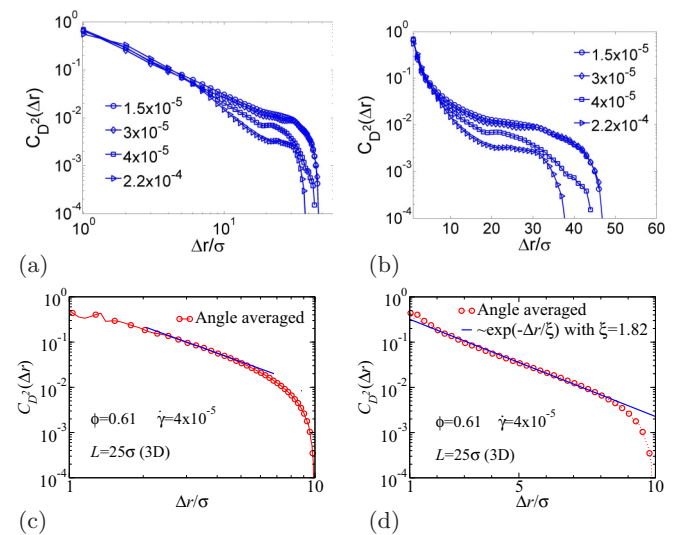 10^0
10^-1
10^-2
10^-3
10^-4
C_D^2(Δr)
1.5x10^-5
3x10^-5
4x10^-5
2.2x10^-4
10^0
10^1
Δr/σ
(a)
10^0
10^-1
10^-2
10^-3
10^-4
C_D^2(Δr)
1.5x10^-5
3x10^-5
4x10^-5
2.2x10^-4
10 20 30 40 50 60
Δr/σ
(b)
10^0
10^-1
10^-2
10^-3
10^-4
C_D^2(Δr)
Angle averaged
ϕ=0.61 γ̇=4x10^-5
L=25σ (3D)
1 10
Δr/σ
(c)
10^0
10^-1
10^-2
10^-3
10^-4
C_D^2(Δr)
Angle averaged
~exp(-Δr/ξ) with ξ=1.82
ϕ=0.61 γ̇=4x10^-5
L=25σ (3D)
1 5 10
Δr/σ
(d)